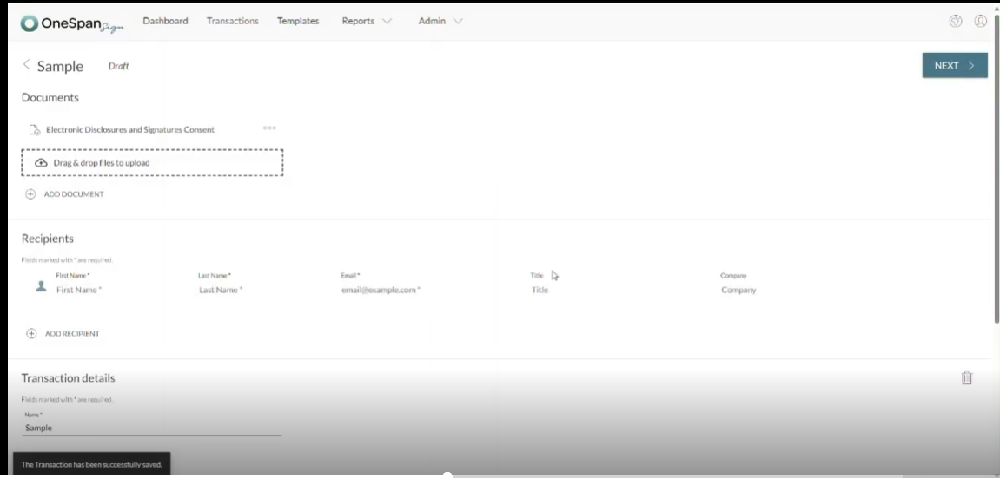 OneSpan Sign Dashboard Transactions Templates Reports Admin
Sample Draft NEXT
Documents
Electronic Disclosures and Signatures Consent
Drag & drop files to upload
ADD DOCUMENT
Recipients
Fields marked with * are required.
First Name * Last Name * Email * Title Company
First Name * Last Name * email@example.com * Title Company
ADD RECIPIENT
Transaction details
Fields marked with * are required.
Name *
Sample
The Transaction has been successfully saved.